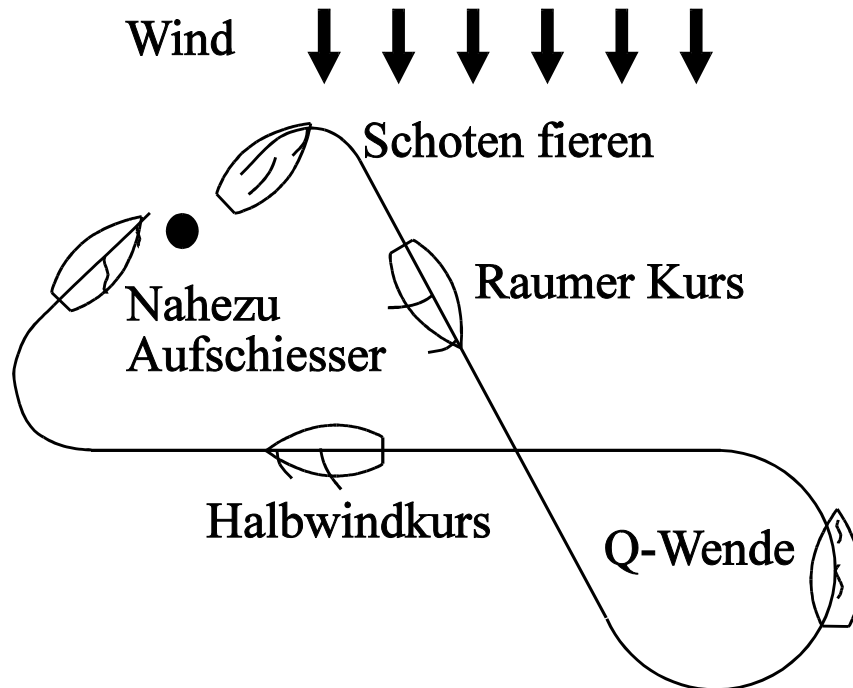 Wind
Schoten fieren
Raumer Kurs
Nahezu
Aufschiesser
Halbwindkurs
Q-Wende